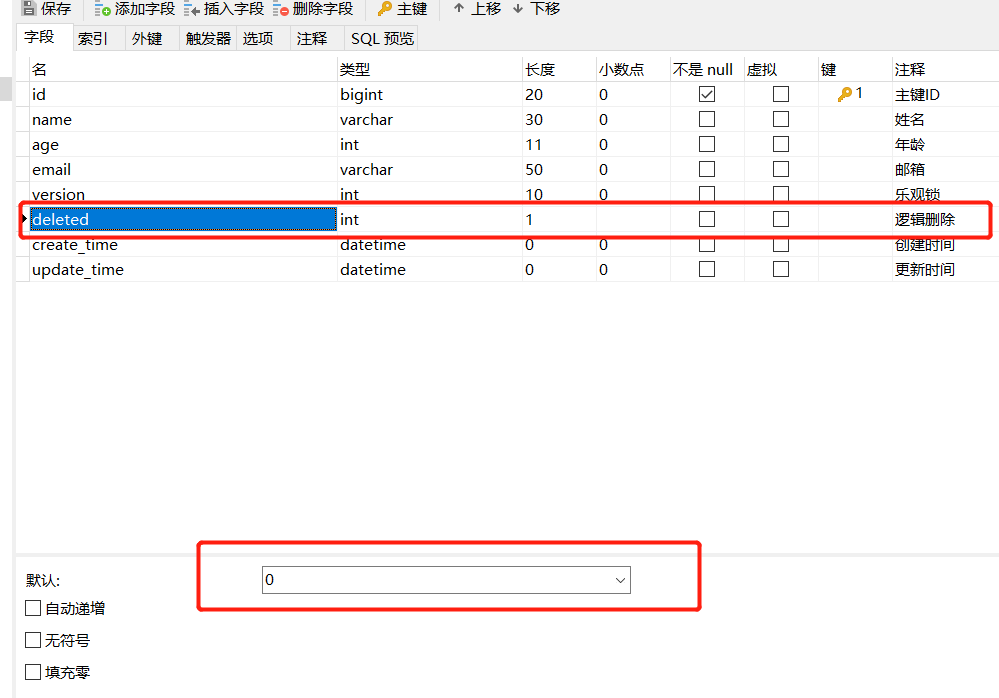 保存 添加字段 插入字段 删除字段 主键 上移 下移
字段 索引 外键 触发器 选项 注释 SQL 预览
名 类型 长度 小数点 不是 null 虚拟 键 注释
id bigint 20 0 1 主键ID
name varchar 30 0 姓名
age int 11 0 年龄
email varchar 50 0 邮箱
version int 10 0 乐观锁
deleted int 1 逻辑删除
create_time datetime 0 0 创建时间
update_time datetime 0 0 更新时间
默认: 0
自动递增
无符号
填充零